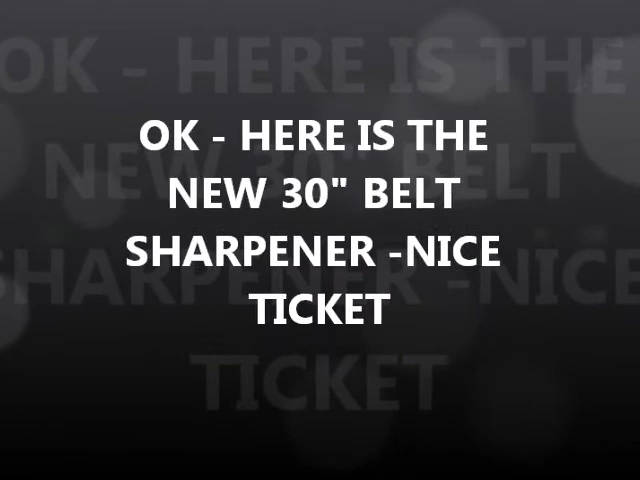 OK - HERE IS THE
NEW 30" BELT
SHARPENER -NICE
TICKET